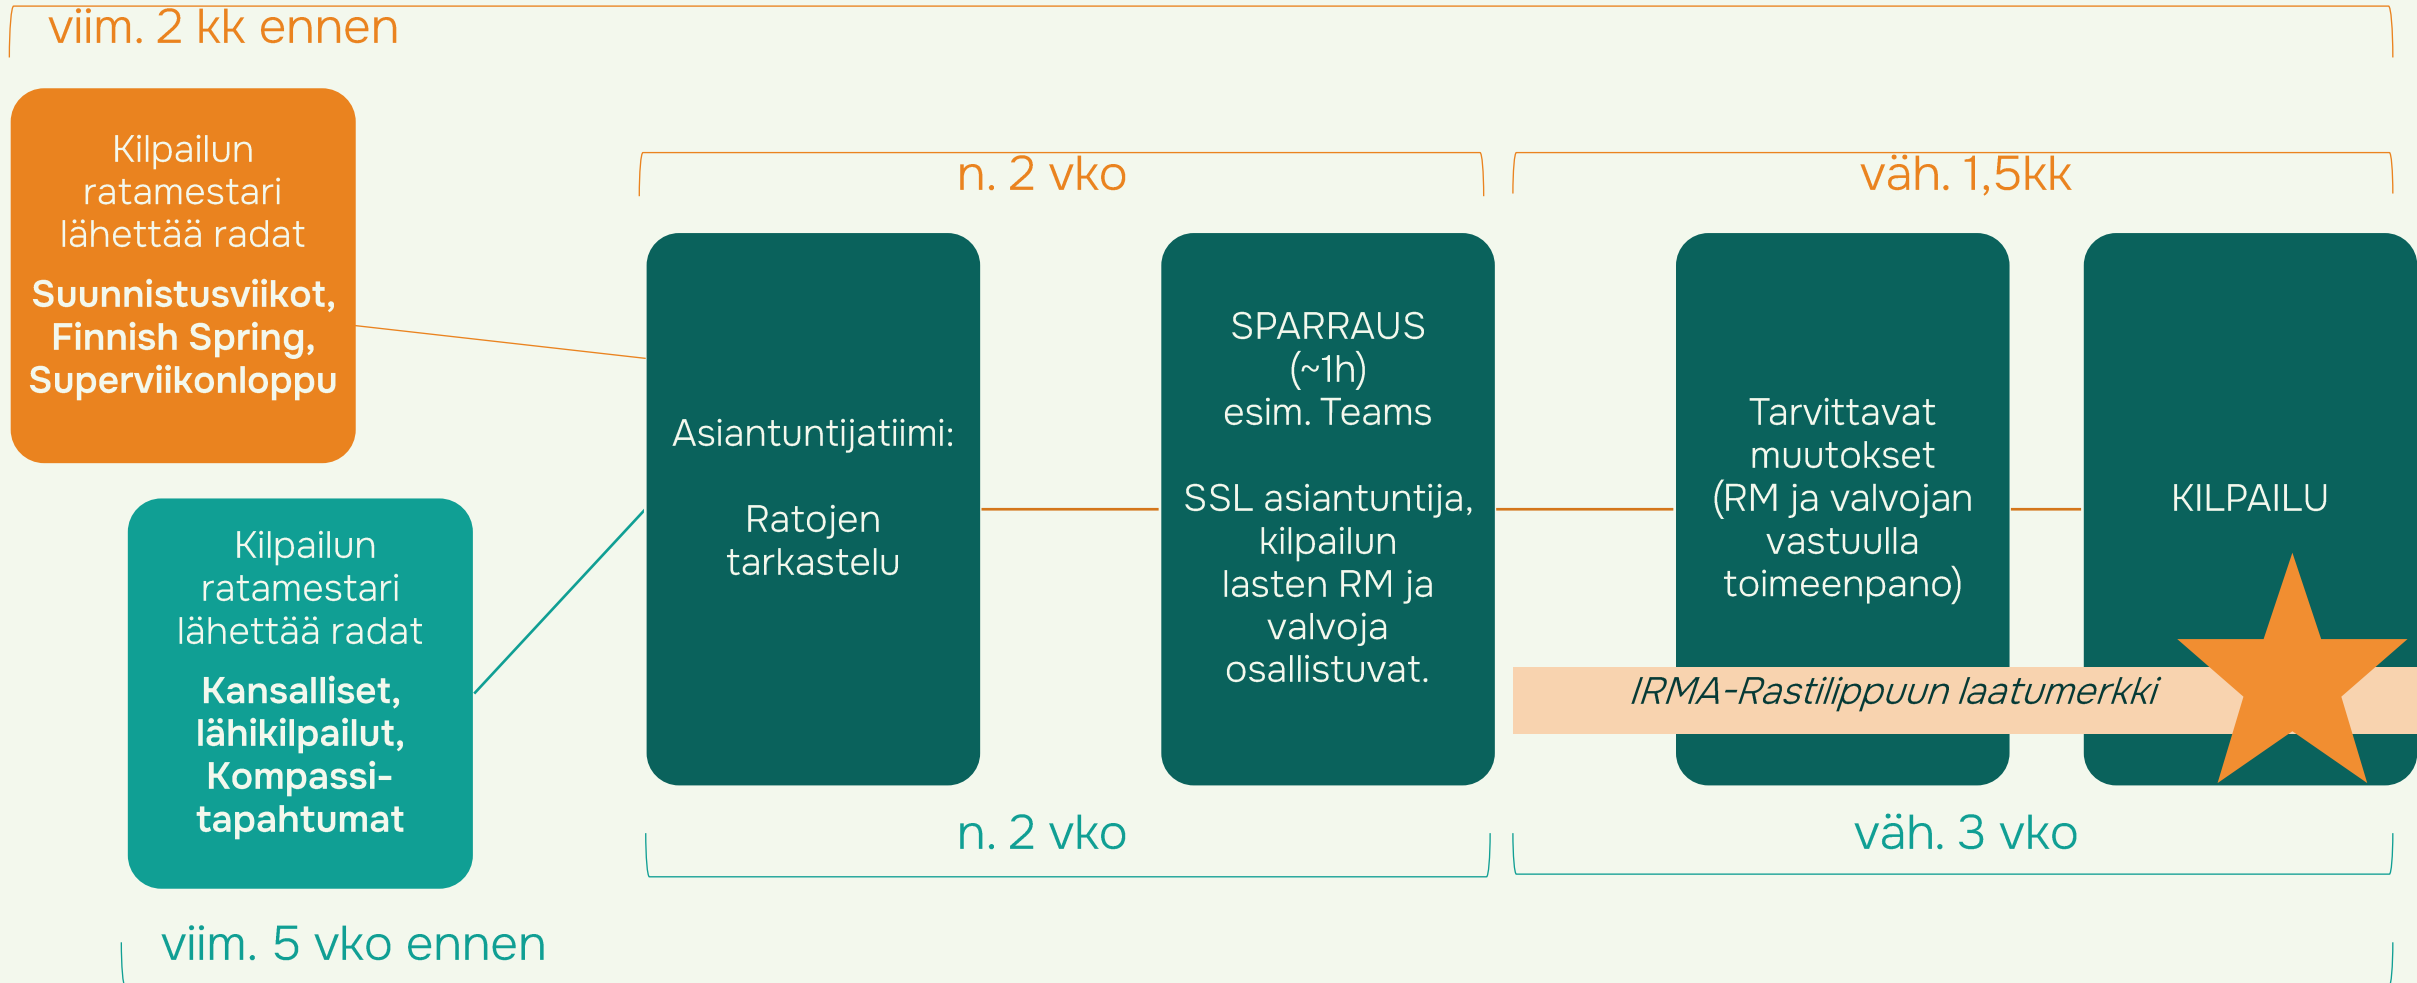 viim. 2 kk ennen
Kilpailun
ratamestari
lähettää radat
Suunnistusviikot,
Finnish Spring,
Superviikonloppu
Kilpailun
ratamestari
lähettää radat
Kansalliset,
lähikilpailut,
Kompassi-
tapahtumat
viim. 5 vko ennen
n. 2 vko
Asiantuntijatiimi:
Ratojen
tarkastelu
SPARRAUS
(~1h)
esim. Teams
SSL asiantuntija,
kilpailun
lasten RM ja
valvoja
osallistuvat.
n. 2 vko
väh. 1,5kk
Tarvittavat
muutokset
(RM ja valvojan
vastuulla
toimeenpano)
KILPAILU
IRMA-Rastilippuun laatumerkki
väh. 3 vko